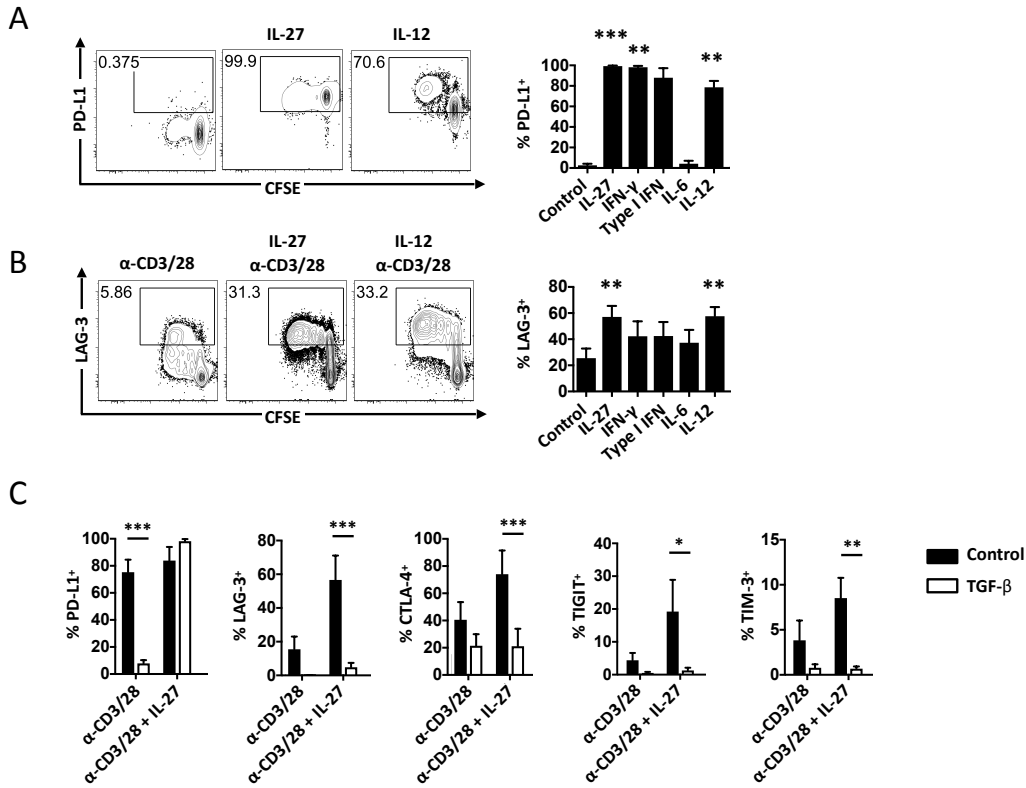 A
IL-27
IL-12
0.375
99.9
70.6
PD-L1
CFSE
***
**
**
% PD-L1⁺
100
80
60
40
20
0
Control
IL-27
IFN-γ
Type I IFN
IL-6
IL-12
B
α-CD3/28
IL-27
α-CD3/28
IL-12
α-CD3/28
5.86
31.3
33.2
LAG-3
CFSE
**
**
% LAG-3⁺
80
60
40
20
0
Control
IL-27
IFN-γ
Type I IFN
IL-6
IL-12
C
***
% PD-L1⁺
100
80
60
40
20
0
α-CD3/28
α-CD3/28 + IL-27
***
% LAG-3⁺
80
60
40
20
0
α-CD3/28
α-CD3/28 + IL-27
***
% CTLA-4⁺
100
80
60
40
20
0
α-CD3/28
α-CD3/28 + IL-27
*
% TIGIT⁺
40
30
20
10
0
α-CD3/28
α-CD3/28 + IL-27
**
% TIM-3⁺
15
10
5
0
α-CD3/28
α-CD3/28 + IL-27
Control
TGF-β